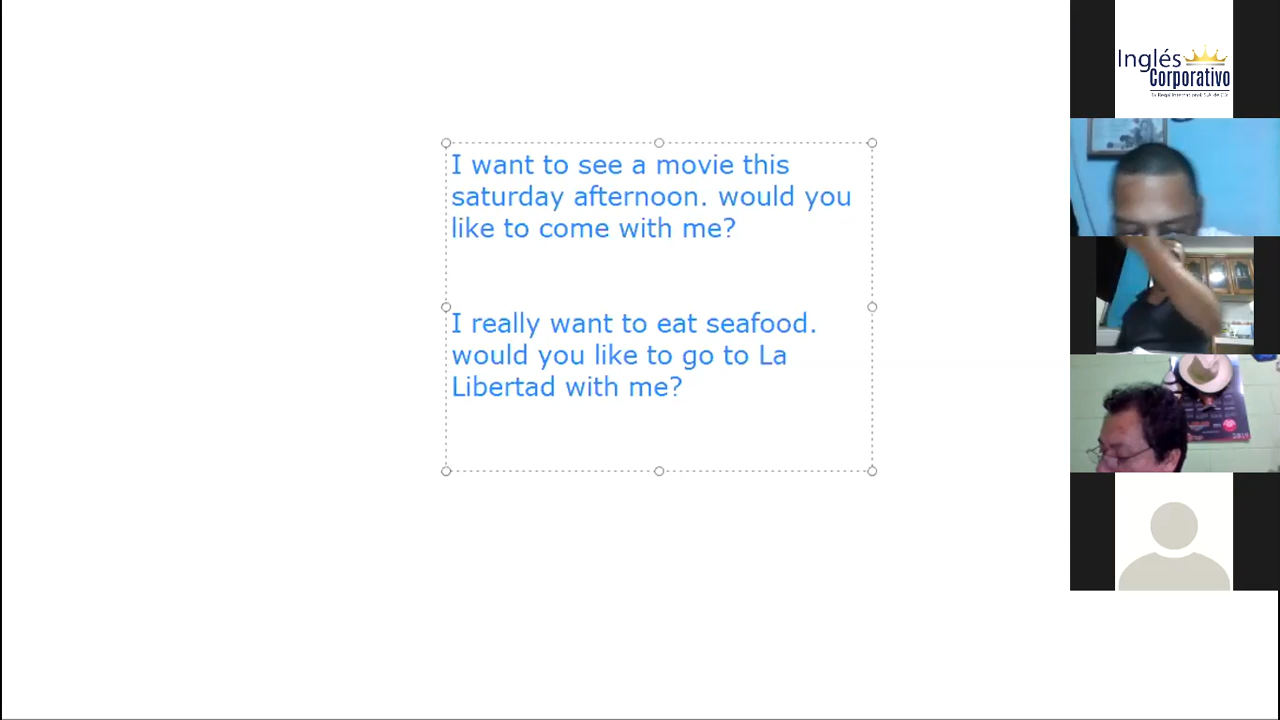 I want to see a movie this
saturday afternoon. would you
like to come with me?
I really want to eat seafood.
would you like to go to La
Libertad with me?
Inglés
Corporativo